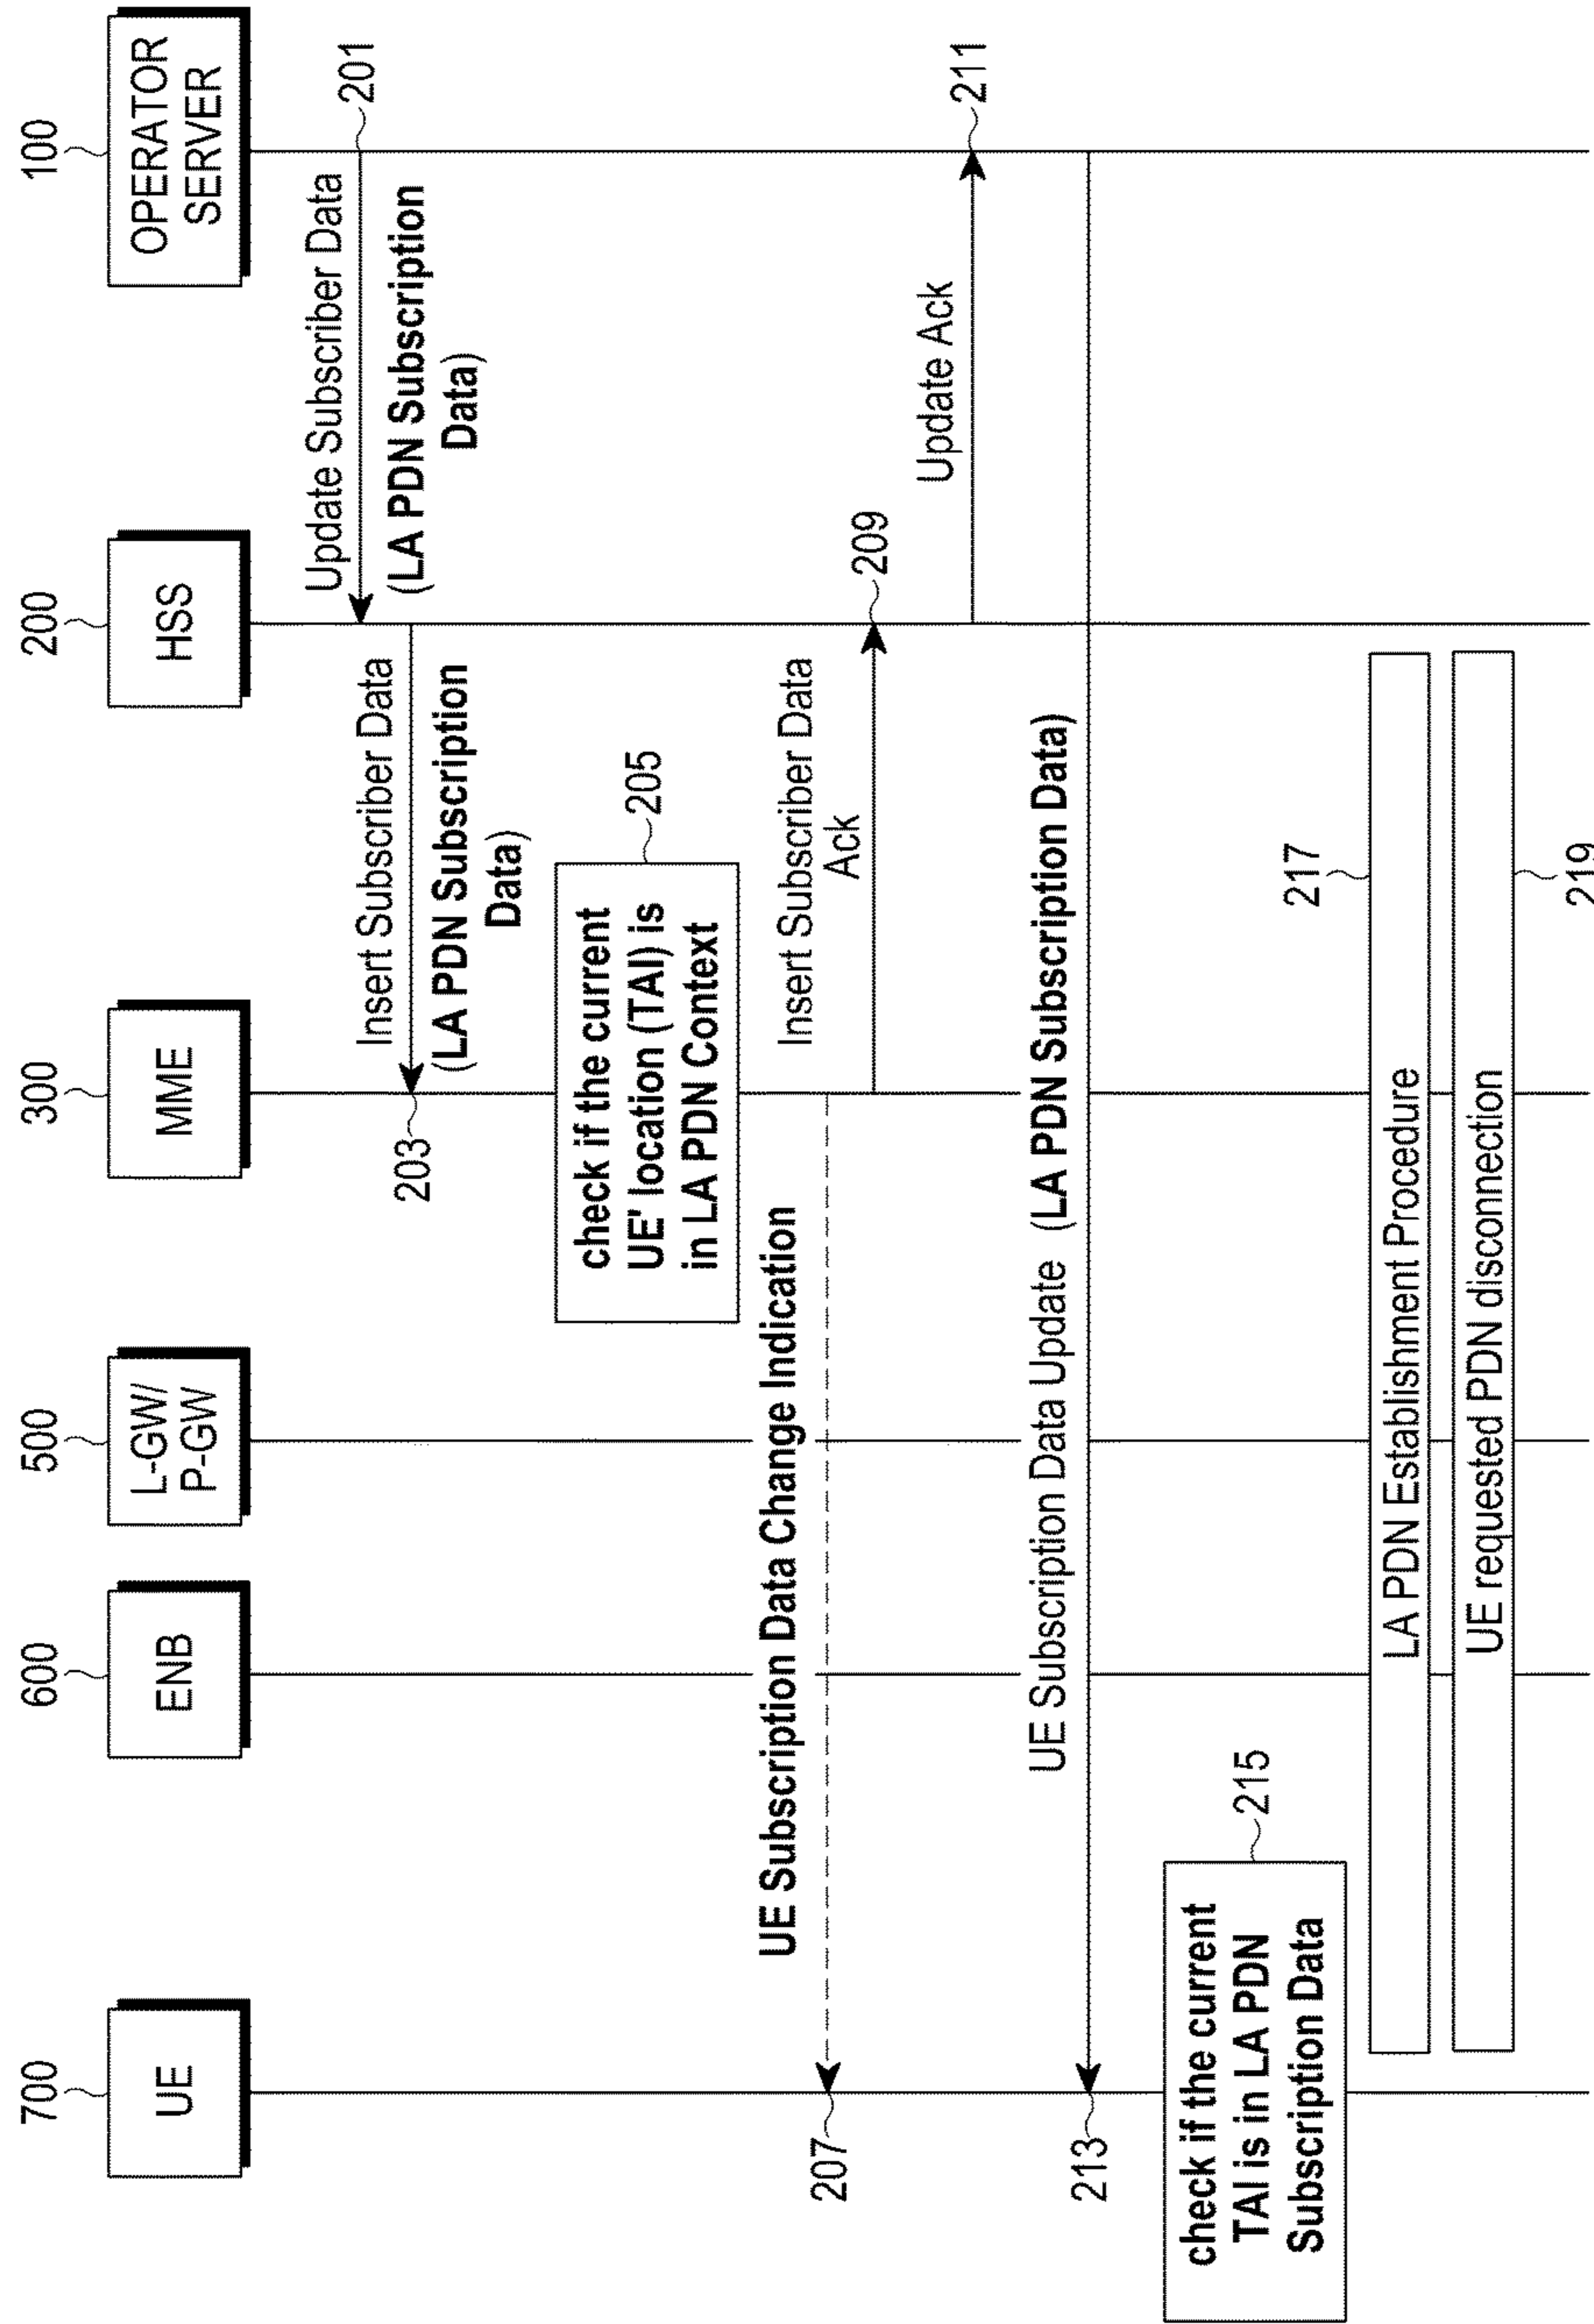 700
600
500
300
200
100
UE
ENB
L-GW/
P-GW
MME
HSS
OPERATOR
SERVER
Update Subscriber Data
201
(LA PDN Subscription
Data)
Insert Subscriber Data
203
(LA PDN Subscription
Data)
205
check if the current
UE' location (TAI) is
in LA PDN Context
UE Subscription Data Change Indication
207
Insert Subscriber Data
Ack
209
Update Ack
211
UE Subscription Data Update (LA PDN Subscription Data)
213
215
check if the current
TAI is in LA PDN
Subscription Data
217
LA PDN Establishment Procedure
UE requested PDN disconnection
219